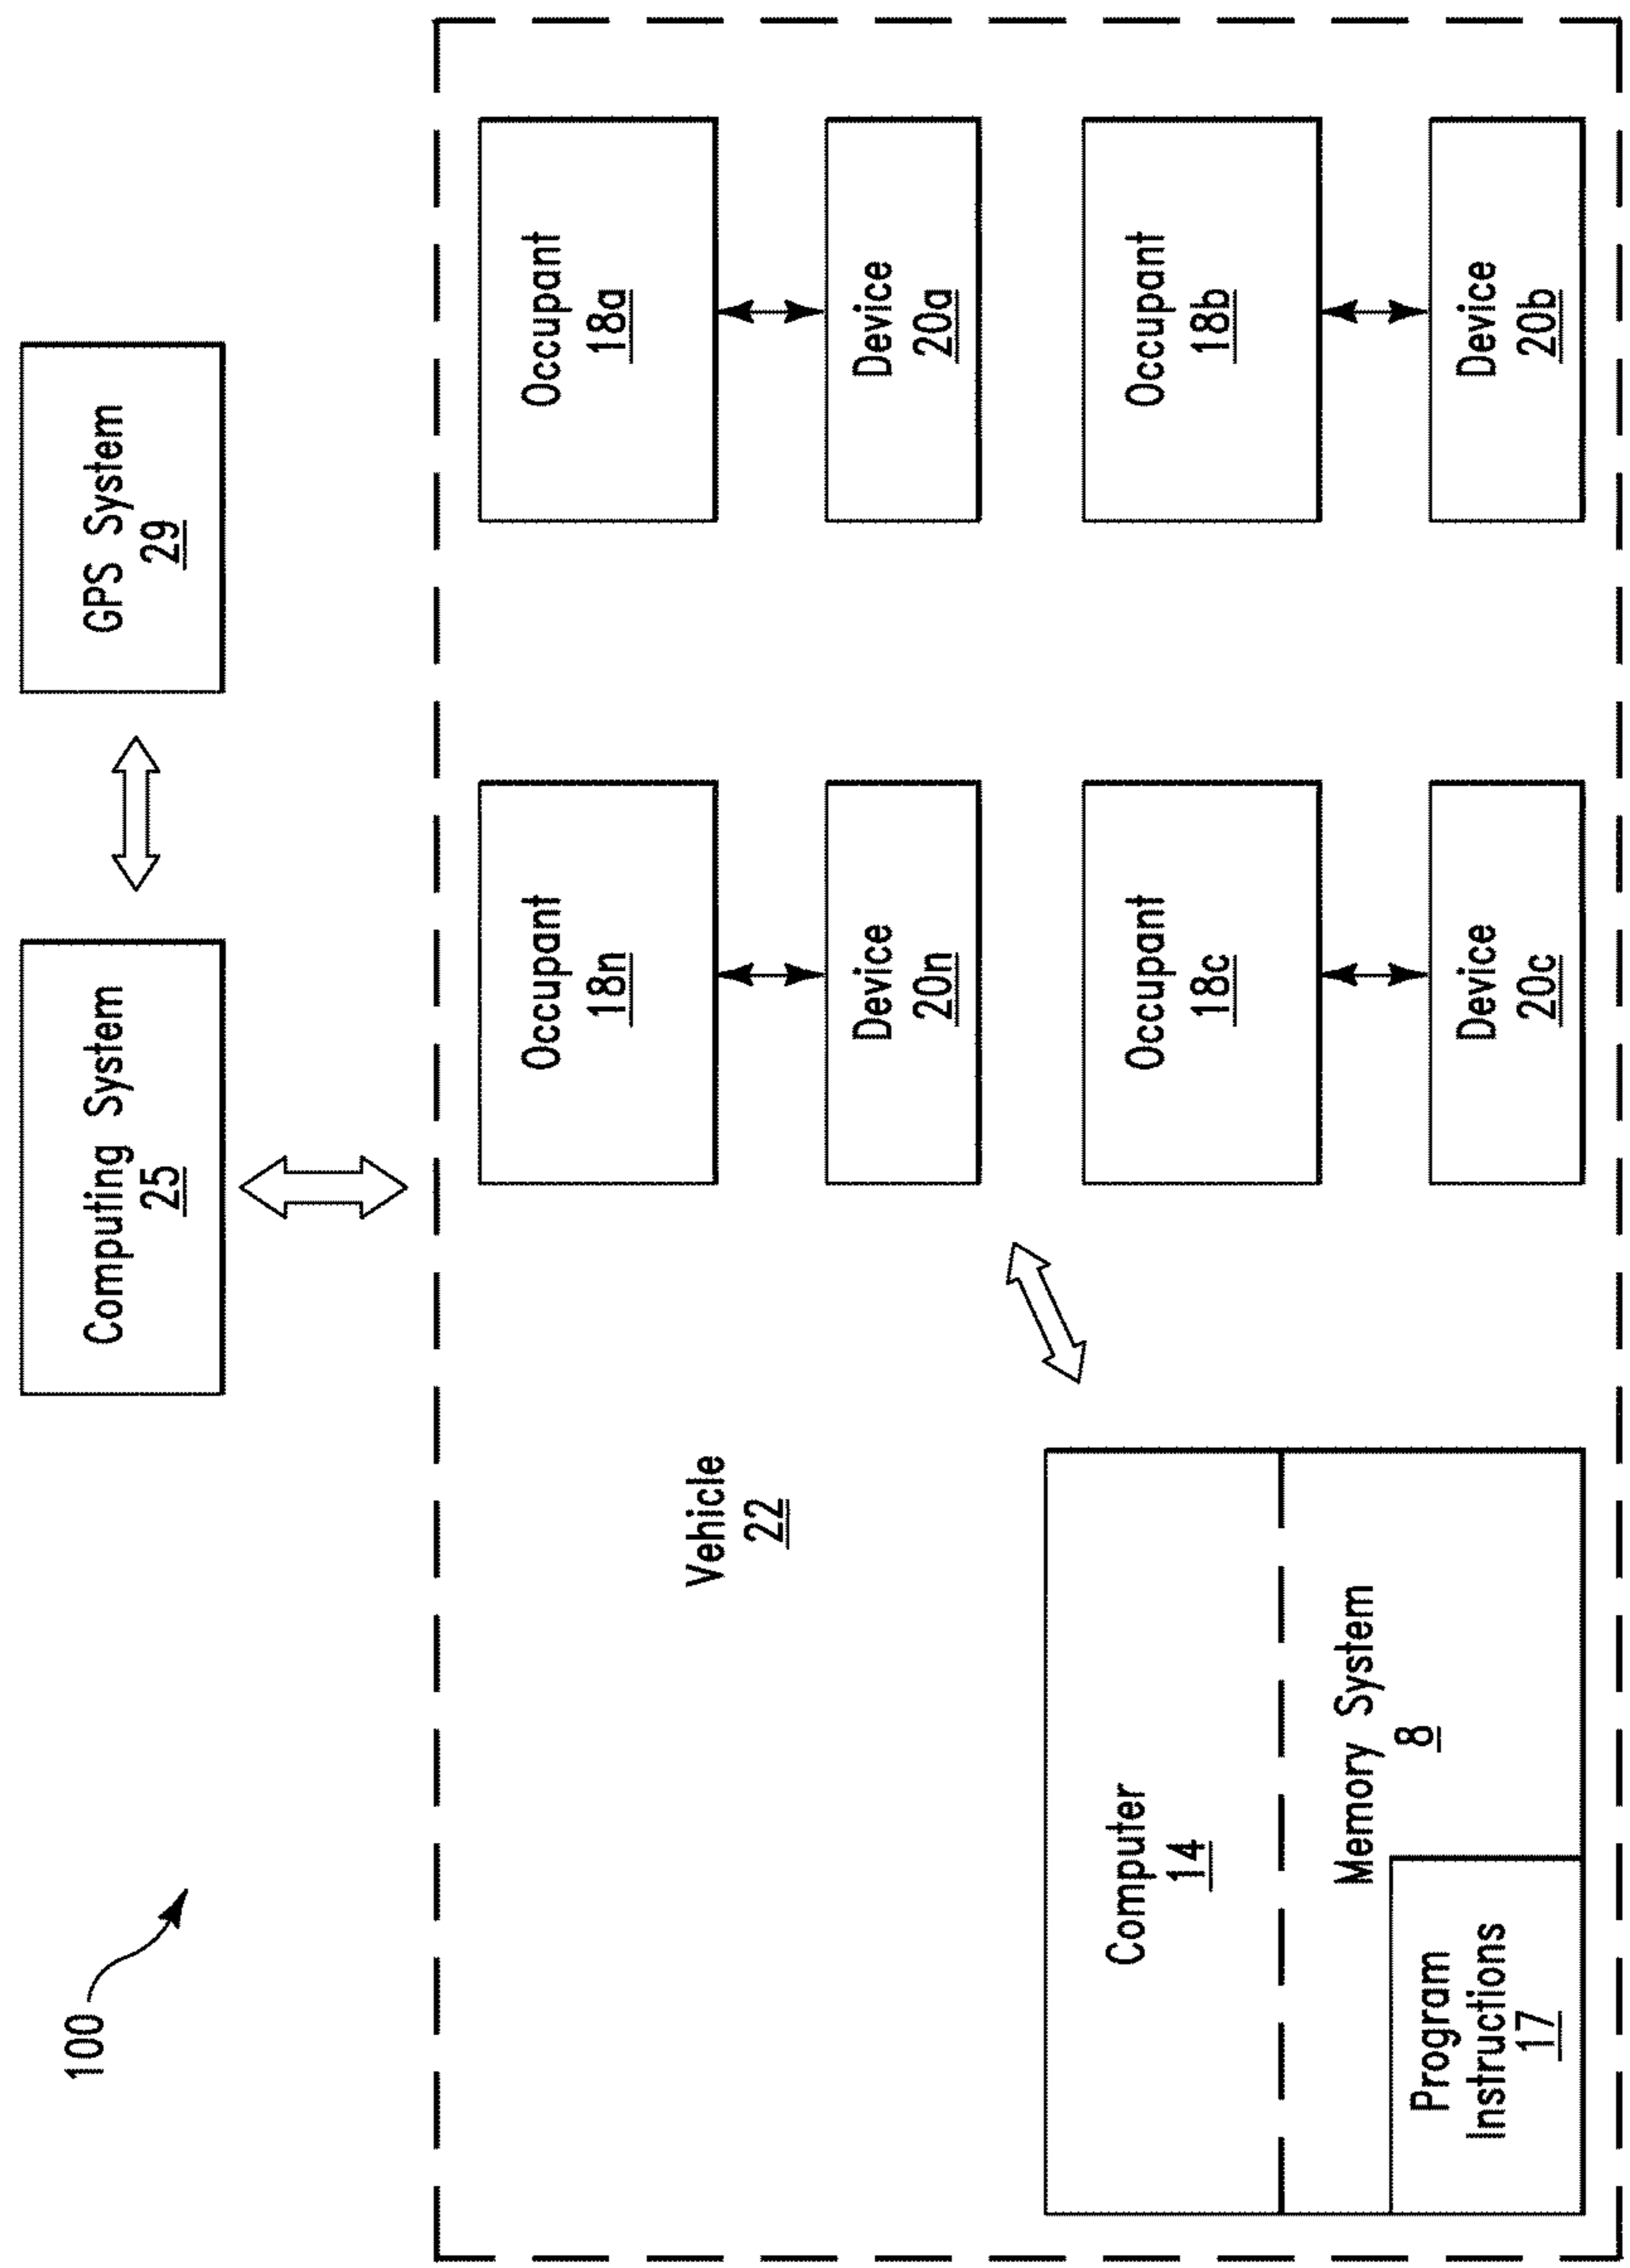 100
Computing System
25
GPS System
29
Vehicle
22
Occupant
18n
Occupant
18a
Device
20n
Device
20a
Computer
14
Occupant
18c
Occupant
18b
Memory System
8
Program
Instructions
17
Device
20c
Device
20b